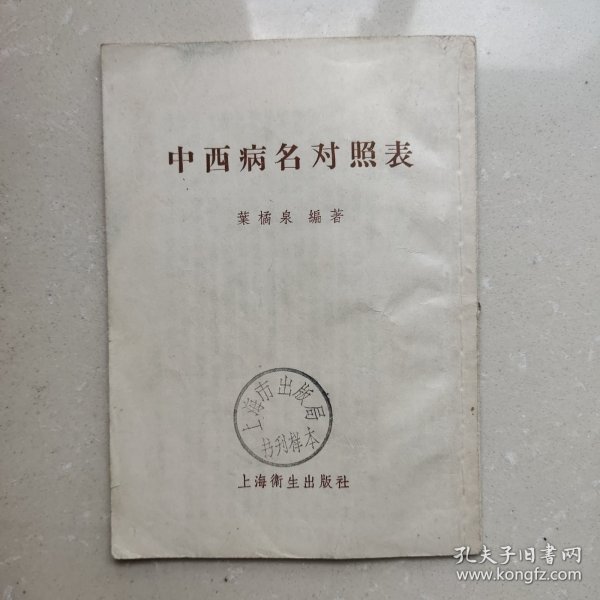 中西病名对照表
葉橘泉 編著
上海市出版局
书刊样本
上海衛生出版社
孔夫子旧书网
www.kongfz.com